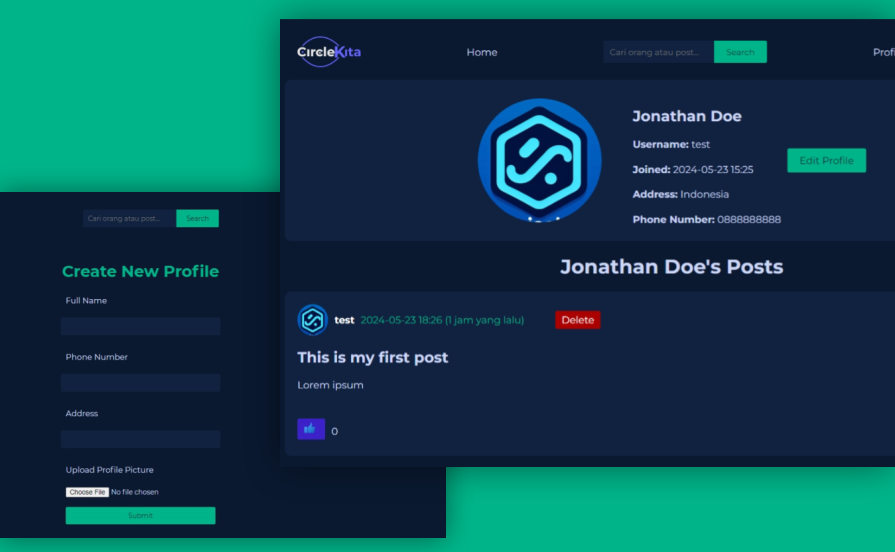 CircleKita
Home
Cari orang atau post...
Search
Jonathan Doe
Username: test
Joined: 2024-05-23 15:25
Address: Indonesia
Phone Number: 0888888888
Edit Profile
Jonathan Doe's Posts
test 2024-05-23 18:26 (1 jam yang lalu)
Delete
This is my first post
Lorem ipsum
0
Cari orang atau post...
Search
Create New Profile
Full Name
Phone Number
Address
Upload Profile Picture
Choose File No file chosen
Submit